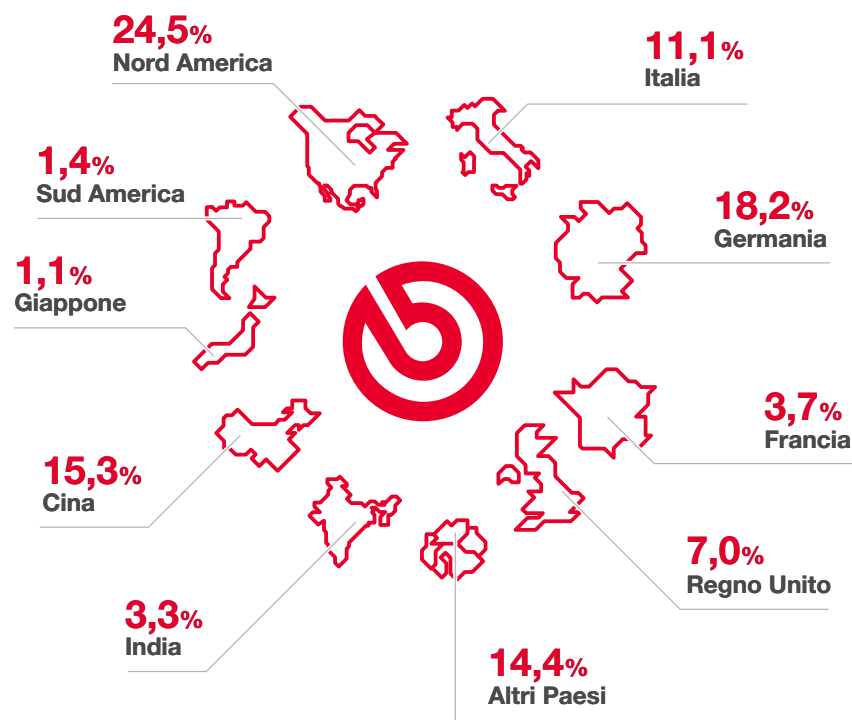 24,5%
Nord America
11,1%
Italia
1,4%
Sud America
18,2%
Germania
1,1%
Giappone
3,7%
Francia
15,3%
Cina
7,0%
Regno Unito
3,3%
India
14,4%
Altri Paesi